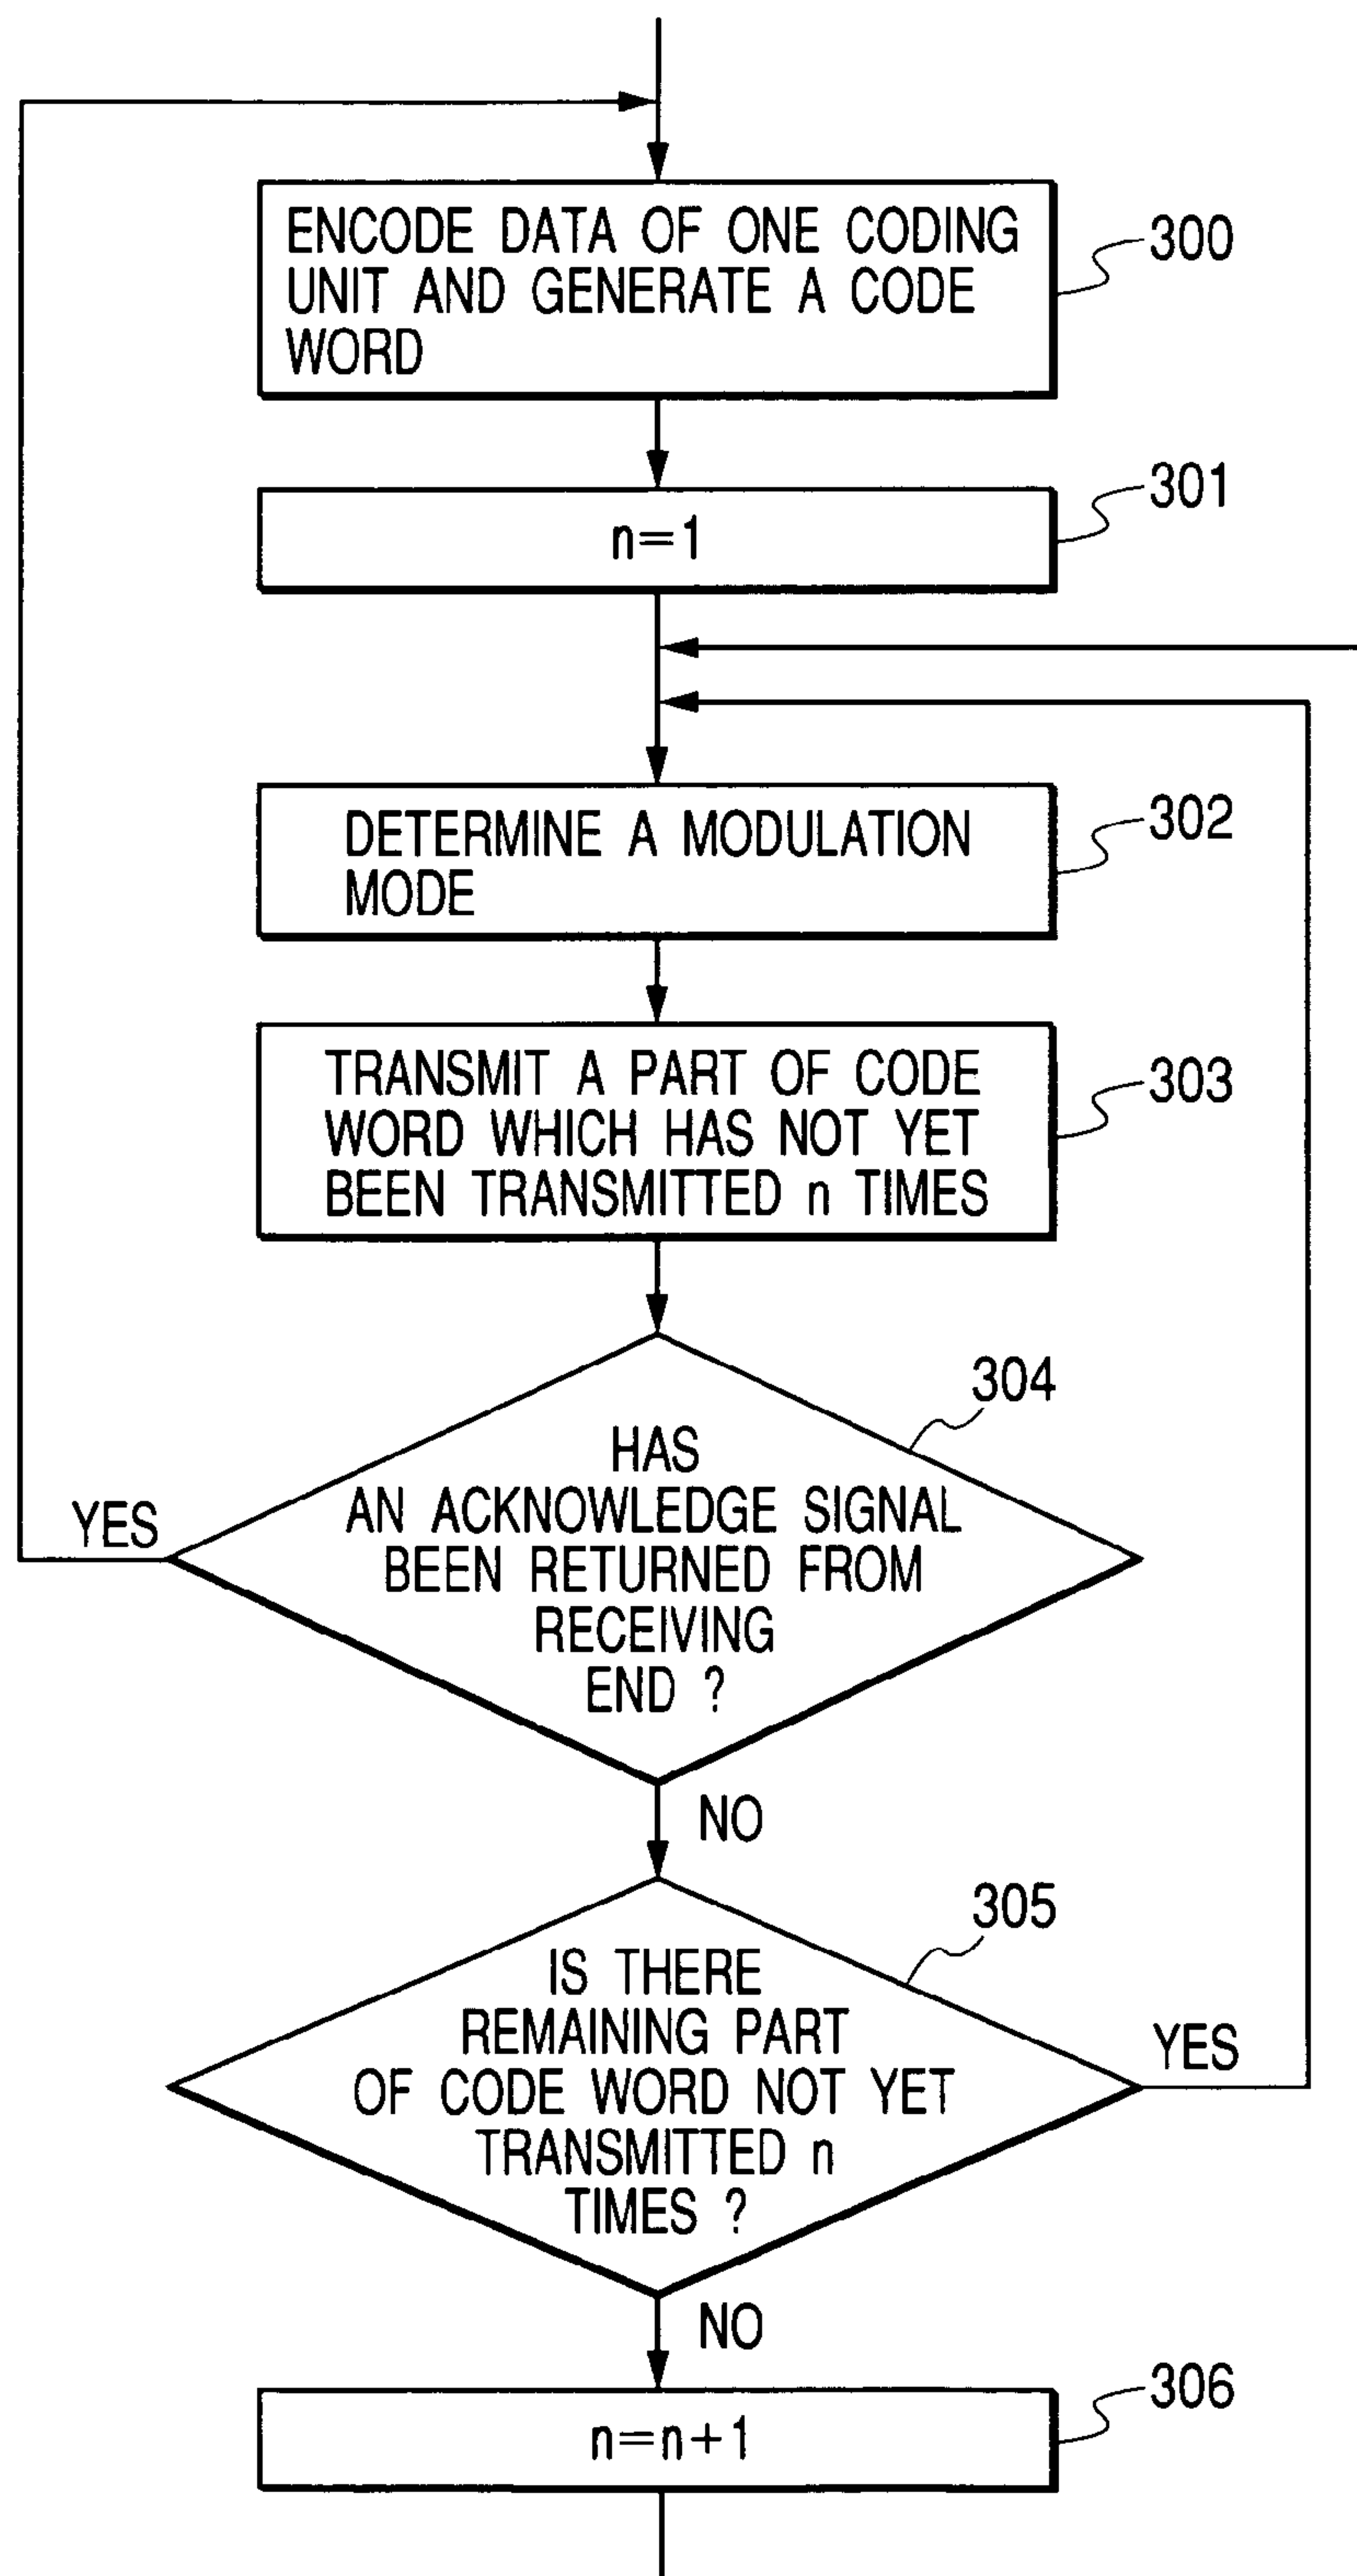 ENCODE DATA OF ONE CODING
UNIT AND GENERATE A CODE
WORD
300
301
n=1
302
DETERMINE A MODULATION
MODE
303
TRANSMIT A PART OF CODE
WORD WHICH HAS NOT YET
BEEN TRANSMITTED n TIMES
304
HAS
AN ACKNOWLEDGE SIGNAL
BEEN RETURNED FROM
RECEIVING
END ?
YES
NO
305
IS THERE
REMAINING PART
OF CODE WORD NOT YET
TRANSMITTED n
TIMES ?
YES
NO
306
n=n+1